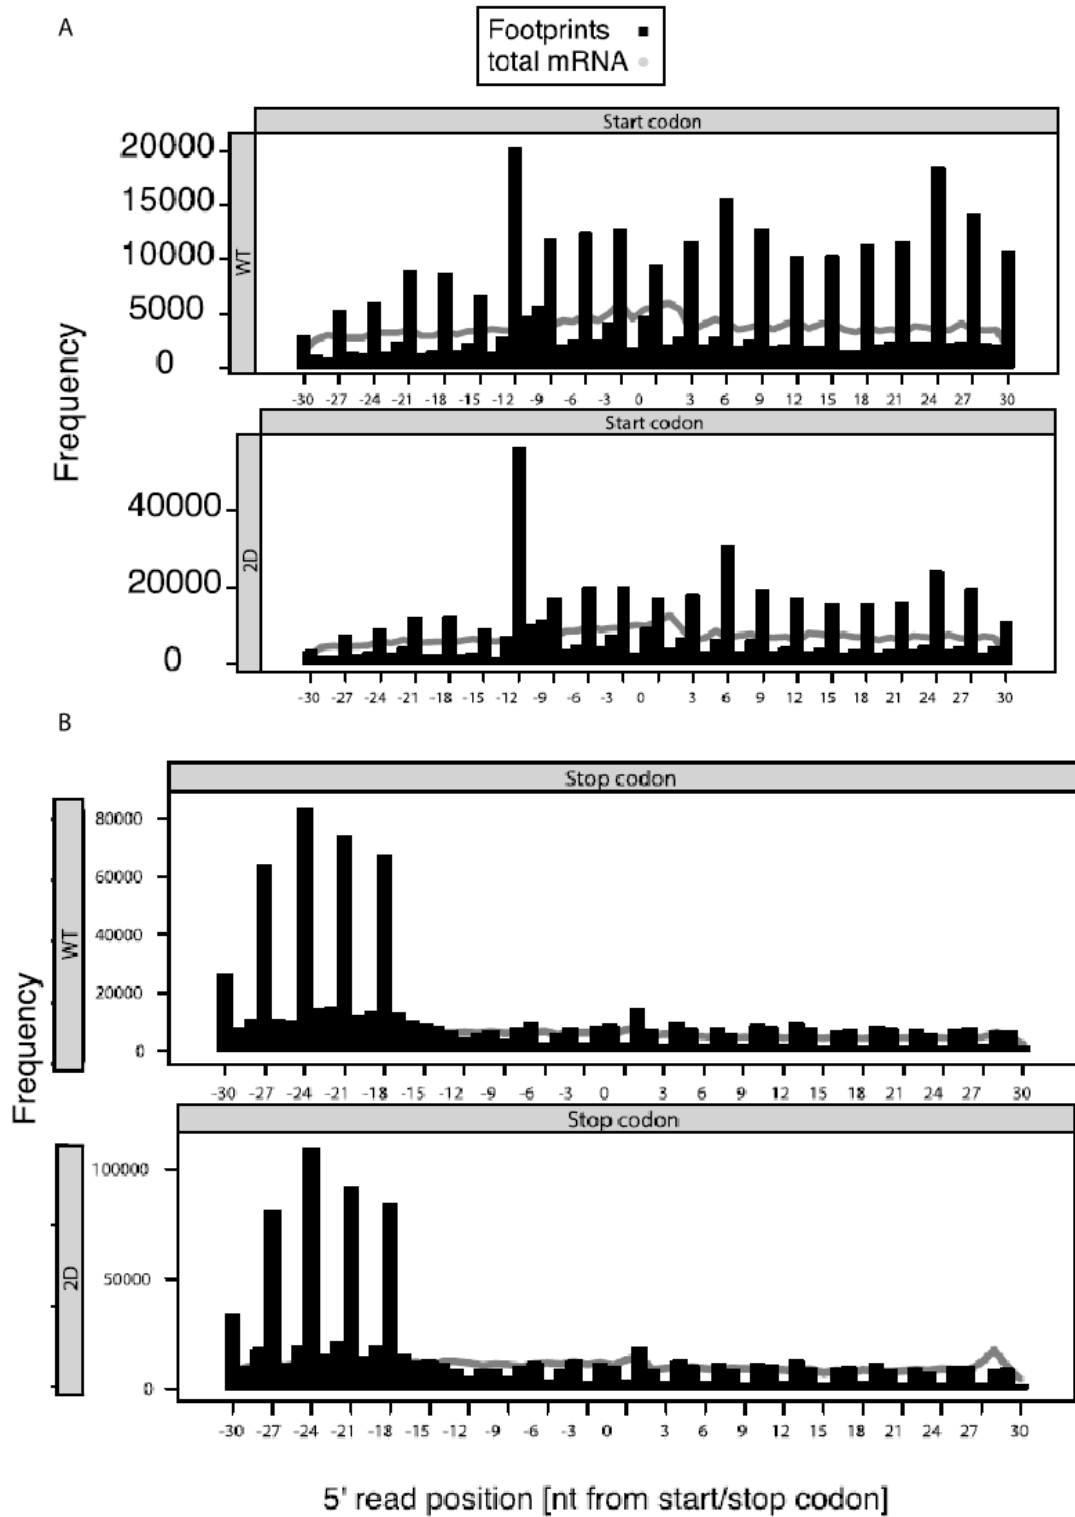 A
Footprints
total mRNA
Start codon
20000
15000
10000
5000
0
WT
-30 -27 -24 -21 -18 -15 -12 -9 -6 -3 0 3 6 9 12 15 18 21 24 27 30
Frequency
Start codon
40000
20000
0
2D
-30 -27 -24 -21 -18 -15 -12 -9 -6 -3 0 3 6 9 12 15 18 21 24 27 30
B
Stop codon
80000
60000
40000
20000
0
WT
-30 -27 -24 -21 -18 -15 -12 -9 -6 -3 0 3 6 9 12 15 18 21 24 27 30
Frequency
Stop codon
100000
50000
0
2D
-30 -27 -24 -21 -18 -15 -12 -9 -6 -3 0 3 6 9 12 15 18 21 24 27 30
5' read position [nt from start/stop codon]